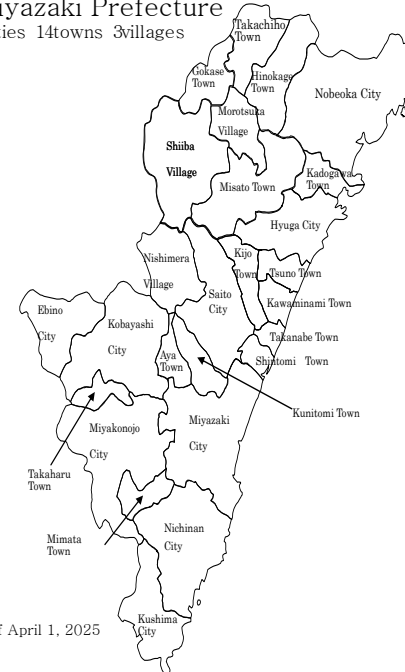 iyazaki Prefecture
ties 14towns 3villages
Takachiho
Town
Gokase
Town
Hinokage
Town
Nobeoka City
Morotsuka
Village
Shiiba
Village
Misato Town
Kadogawa
Town
Hyuga City
Nishimera
Village
Kijo
Town
Tsuno Town
Saito
City
Kawaminami Town
Ebino
City
Kobayashi
City
Takanabe Town
Aya
Town
Shintomi Town
Kunitomi Town
Miyakonojo
City
Miyazaki
City
Takaharu
Town
Mimata
Town
Nichinan
City
Kushima
City
f April 1, 2025